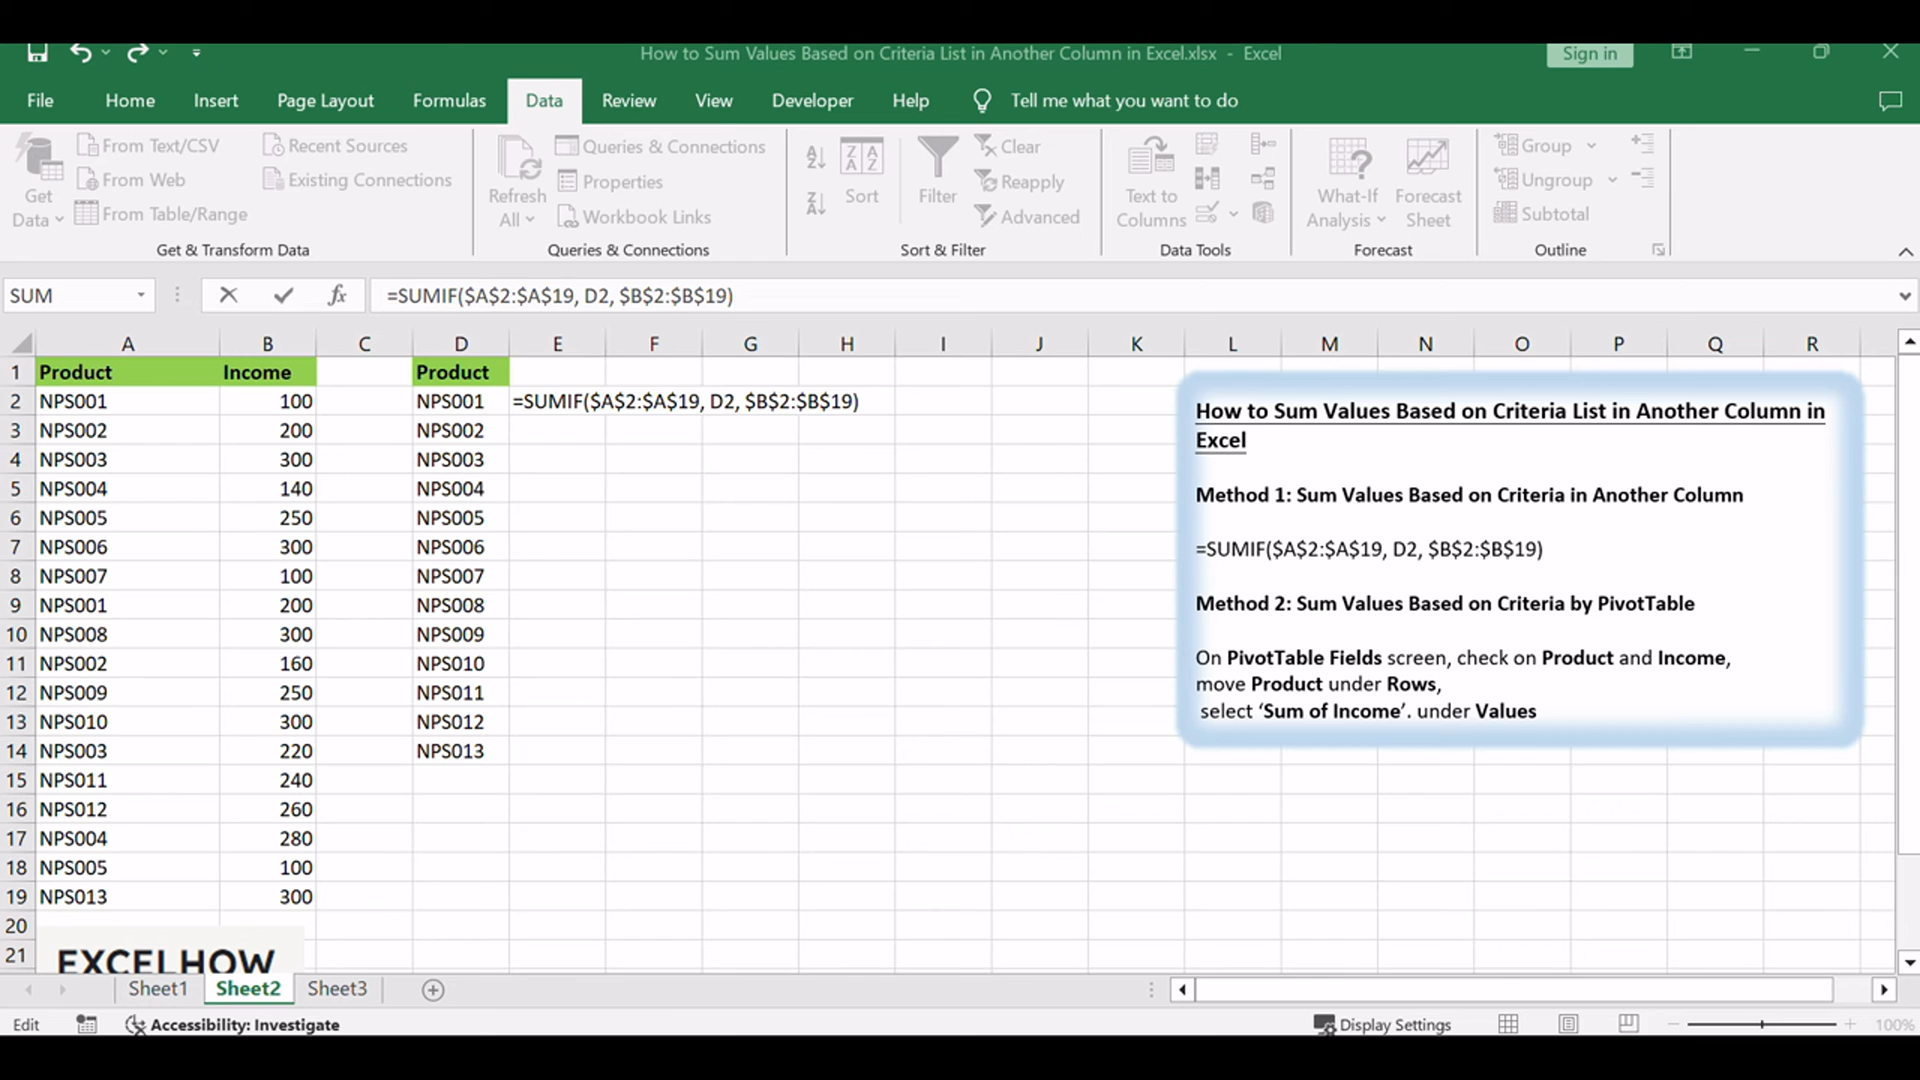 How to Sum Values Based on Criteria List in Another Column in Excel.xlsx - Excel
Sign in
File Home Insert Page Layout Formulas Data Review View Developer Help Tell me what you want to do
Get Data
From Text/CSV
From Web
From Table/Range
Recent Sources
Existing Connections
Get & Transform Data
Refresh All
Queries & Connections
Properties
Workbook Links
Queries & Connections
Sort
Filter
Clear
Reapply
Advanced
Sort & Filter
Text to Columns
Data Tools
What-If Analysis
Forecast Sheet
Forecast
Group
Ungroup
Subtotal
Outline
SUM fx =SUMIF($A$2:$A$19, D2, $B$2:$B$19)
A B C D E F G H I J K L M N O P Q R
1 Product Income Product
2 NPS001 100 NPS001 =SUMIF($A$2:$A$19, D2, $B$2:$B$19)
3 NPS002 200 NPS002
4 NPS003 300 NPS003
5 NPS004 140 NPS004
6 NPS005 250 NPS005
7 NPS006 300 NPS006
8 NPS007 100 NPS007
9 NPS001 200 NPS008
10 NPS008 300 NPS009
11 NPS002 160 NPS010
12 NPS009 250 NPS011
13 NPS010 300 NPS012
14 NPS003 220 NPS013
15 NPS011 240
16 NPS012 260
17 NPS004 280
18 NPS005 100
19 NPS013 300
20
21
EXCELHOW
How to Sum Values Based on Criteria List in Another Column in
Excel
Method 1: Sum Values Based on Criteria in Another Column
=SUMIF($A$2:$A$19, D2, $B$2:$B$19)
Method 2: Sum Values Based on Criteria by PivotTable
On PivotTable Fields screen, check on Product and Income,
move Product under Rows,
select ‘Sum of Income’. under Values
Sheet1 Sheet2 Sheet3
Edit Accessibility: Investigate Display Settings 100%